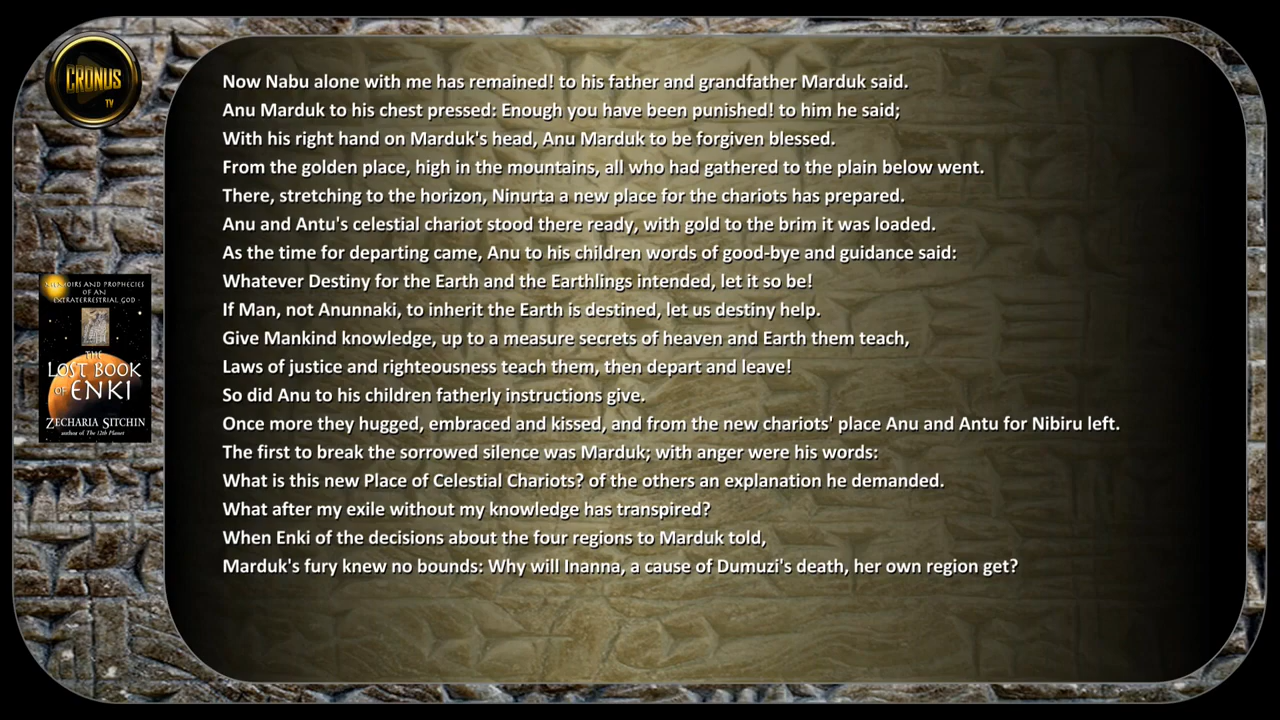 CRONUS
TV
Now Nabu alone with me has remained! to his father and grandfather Marduk said.
Anu Marduk to his chest pressed: Enough you have been punished! to him he said;
With his right hand on Marduk's head, Anu Marduk to be forgiven blessed.
From the golden place, high in the mountains, all who had gathered to the plain below went.
There, stretching to the horizon, Ninurta a new place for the chariots has prepared.
Anu and Antu's celestial chariot stood there ready, with gold to the brim it was loaded.
As the time for departing came, Anu to his children words of good-bye and guidance said:
Whatever Destiny for the Earth and the Earthlings intended, let it so be!
If Man, not Anunnaki, to inherit the Earth is destined, let us destiny help.
Give Mankind knowledge, up to a measure secrets of heaven and Earth them teach,
Laws of justice and righteousness teach them, then depart and leave!
So did Anu to his children fatherly instructions give.
Once more they hugged, embraced and kissed, and from the new chariots' place Anu and Antu for Nibiru left.
The first to break the sorrowed silence was Marduk; with anger were his words:
What is this new Place of Celestial Chariots? of the others an explanation he demanded.
What after my exile without my knowledge has transpired?
When Enki of the decisions about the four regions to Marduk told,
Marduk's fury knew no bounds: Why will Inanna, a cause of Dumuzi's death, her own region get?
MEMOIRS AND PROPHECIES
OF AN
EXTRATERRESTRIAL GOD
THE
LOST BOOK
OF ENKI
ZECHARIA SITCHIN
author of The 12th Planet